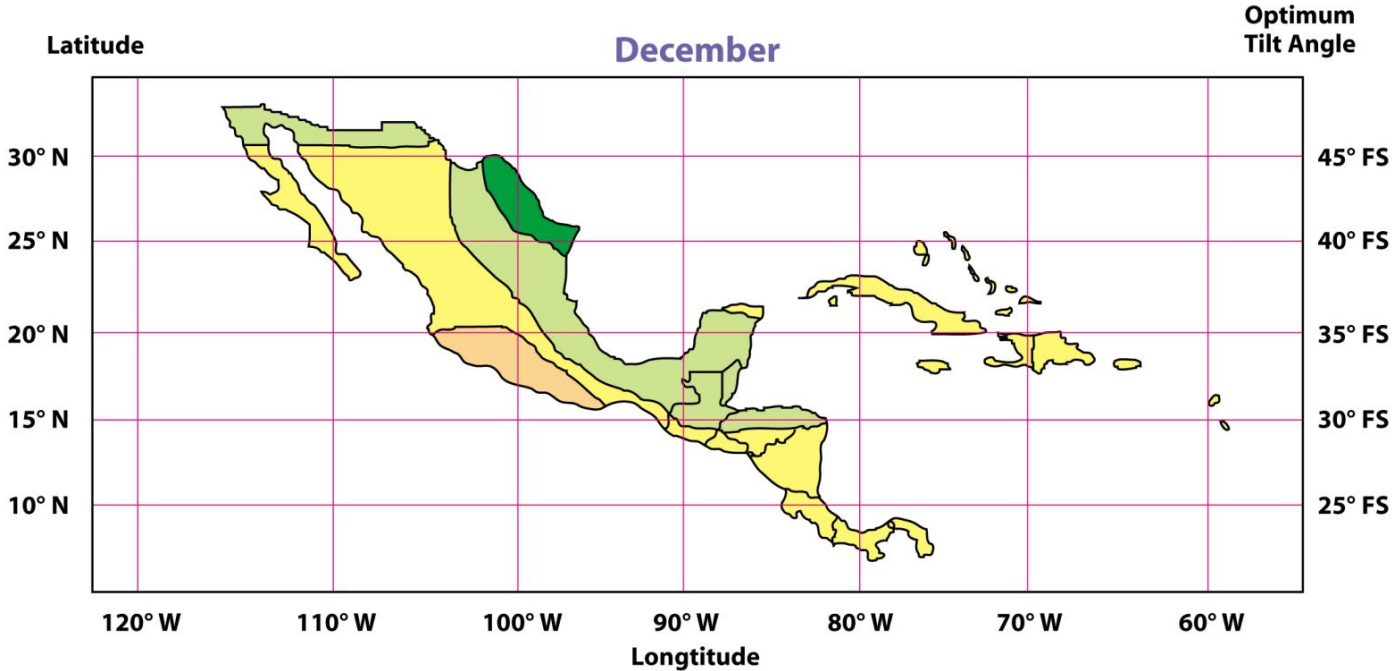 Optimum
Latitude December Tilt Angle
30° N 45° FS
25° N 40° FS
20° N 35° FS
15° N 30° FS
10° N 25° FS
120° W 110° W 100° W 90° W 80° W 70° W 60° W
Longtitude